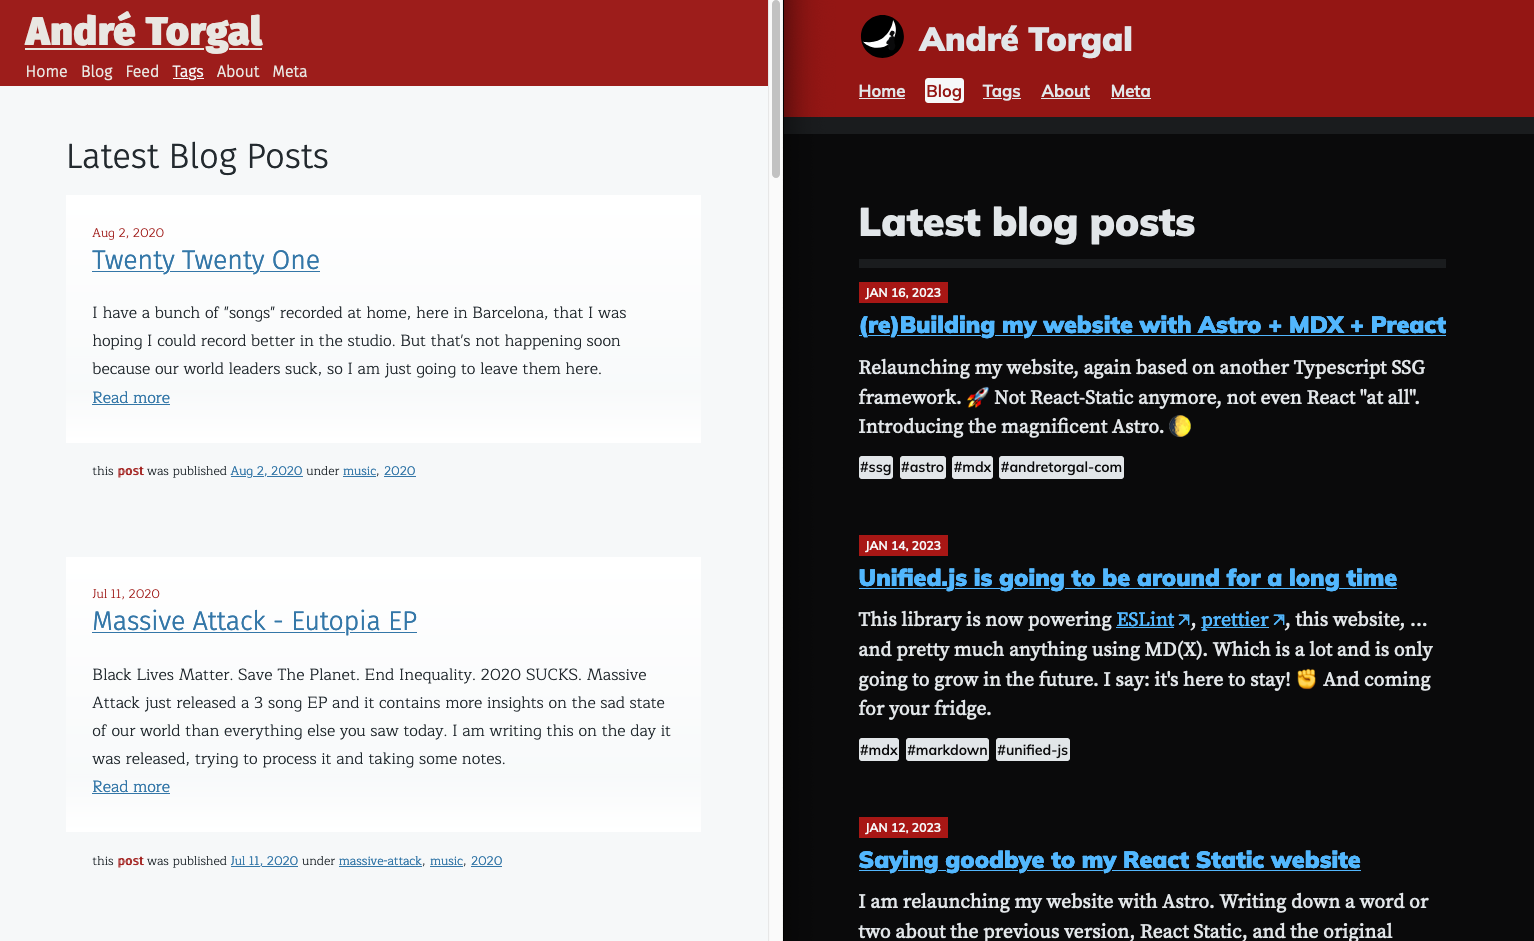 André Torgal
Home Blog Feed Tags About Meta
Latest Blog Posts
Aug 2, 2020
Twenty Twenty One
I have a bunch of "songs" recorded at home, here in Barcelona, that I was
hoping I could record better in the studio. But that's not happening soon
because our world leaders suck, so I am just going to leave them here.
Read more
this post was published Aug 2, 2020 under music, 2020
Jul 11, 2020
Massive Attack - Eutopia EP
Black Lives Matter. Save The Planet. End Inequality. 2020 SUCKS. Massive
Attack just released a 3 song EP and it contains more insights on the sad state
of our world than everything else you saw today. I am writing this on the day it
was released, trying to process it and taking some notes.
Read more
this post was published Jul 11, 2020 under massive-attack, music, 2020
André Torgal
Home Blog Tags About Meta
Latest blog posts
JAN 16, 2023
(re)Building my website with Astro + MDX + Preact
Relaunching my website, again based on another Typescript SSG
framework. 🚀 Not React-Static anymore, not even React "at all".
Introducing the magnificent Astro. 🌔
#ssg #astro #mdx #andretorgal-com
JAN 14, 2023
Unified.js is going to be around for a long time
This library is now powering ESLint, prettier, this website, ...
and pretty much anything using MD(X). Which is a lot and is only
going to grow in the future. I say: it's here to stay! ✊ And coming
for your fridge.
#mdx #markdown #unified-js
JAN 12, 2023
Saying goodbye to my React Static website
I am relaunching my website with Astro. Writing down a word or
two about the previous version, React Static, and the original